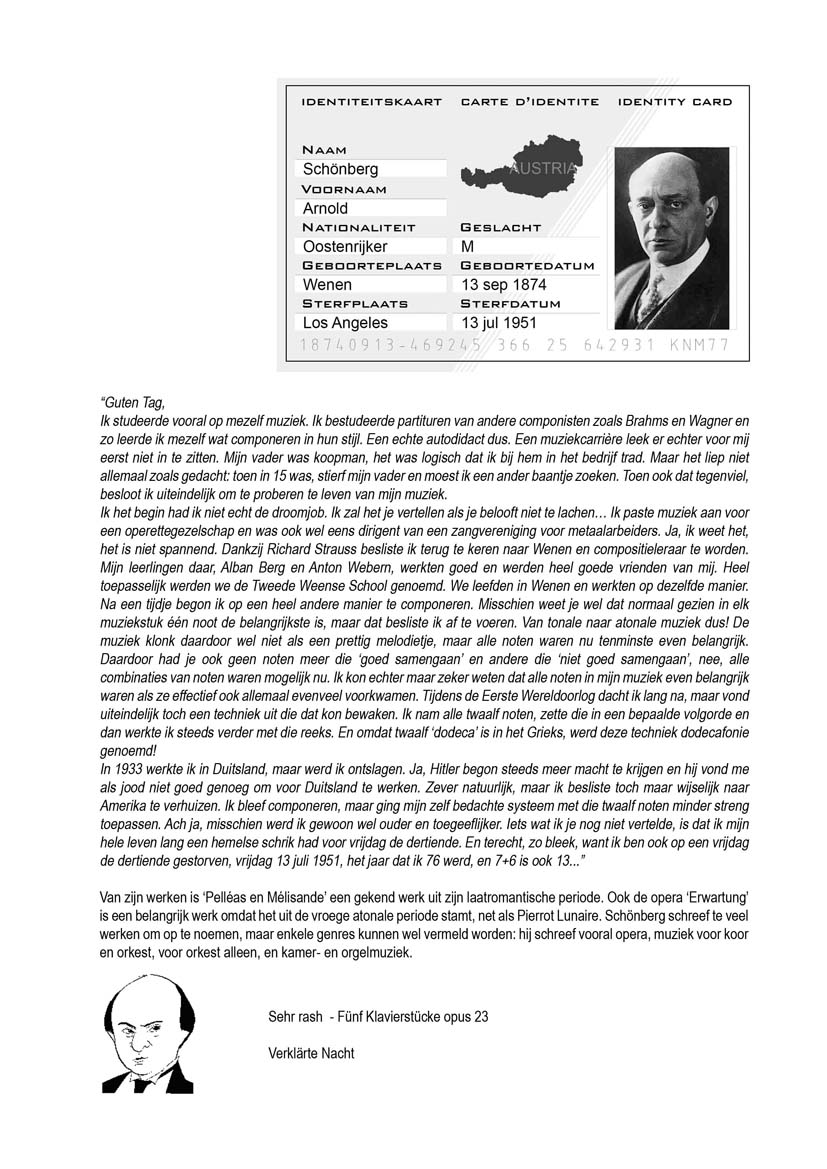 IDENTITEITSKAART CARTE D'IDENTITE IDENTITY CARD
NAAM
Schönberg
AUSTRIA
VOORNAAM
Arnold
NATIONALITEIT GESLACHT
Oostenrijker M
GEBOORTEPLAATS GEBOORTEDATUM
Wenen 13 sep 1874
STERFPLAATS STERFDATUM
Los Angeles 13 jul 1951
18740913-469245 366 25 642931 KNM77
“Guten Tag,
Ik studeerde vooral op mezelf muziek. Ik bestudeerde partituren van andere componisten zoals Brahms en Wagner en
zo leerde ik mezelf wat componeren in hun stijl. Een echte autodidact dus. Een muziekcarrière leek er echter voor mij
eerst niet in te zitten. Mijn vader was koopman, het was logisch dat ik bij hem in het bedrijf trad. Maar het liep niet
allemaal zoals gedacht: toen in 15 was, stierf mijn vader en moest ik een ander baantje zoeken. Toen ook dat tegenviel,
besloot ik uiteindelijk om te proberen te leven van mijn muziek.
Ik het begin had ik niet echt de droomjob. Ik zal het je vertellen als je belooft niet te lachen… Ik paste muziek aan voor
een operettegezelschap en was ook wel eens dirigent van een zangvereniging voor metaalarbeiders. Ja, ik weet het,
het is niet spannend. Dankzij Richard Strauss besliste ik terug te keren naar Wenen en compositieleraar te worden.
Mijn leerlingen daar, Alban Berg en Anton Webern, werkten goed en werden heel goede vrienden van mij. Heel
toepasselijk werden we de Tweede Weense School genoemd. We leefden in Wenen en werkten op dezelfde manier.
Na een tijdje begon ik op een heel andere manier te componeren. Misschien weet je wel dat normaal gezien in elk
muziekstuk één noot de belangrijkste is, maar dat besliste ik af te voeren. Van tonale naar atonale muziek dus! De
muziek klonk daardoor wel niet als een prettig melodietje, maar alle noten waren nu tenminste even belangrijk.
Daardoor had je ook geen noten meer die ‘goed samengaan’ en andere die ‘niet goed samengaan’, nee, alle
combinaties van noten waren mogelijk nu. Ik kon echter maar zeker weten dat alle noten in mijn muziek even belangrijk
waren als ze effectief ook allemaal evenveel voorkwamen. Tijdens de Eerste Wereldoorlog dacht ik lang na, maar vond
uiteindelijk toch een techniek uit die dat kon bewaken. Ik nam alle twaalf noten, zette die in een bepaalde volgorde en
dan werkte ik steeds verder met die reeks. En omdat twaalf ‘dodeca’ is in het Grieks, werd deze techniek dodecafonie
genoemd!
In 1933 werkte ik in Duitsland, maar werd ik ontslagen. Ja, Hitler begon steeds meer macht te krijgen en hij vond me
als jood niet goed genoeg om voor Duitsland te werken. Zever natuurlijk, maar ik besliste toch maar wijselijk naar
Amerika te verhuizen. Ik bleef componeren, maar ging mijn zelf bedachte systeem met die twaalf noten minder streng
toepassen. Ach ja, misschien werd ik gewoon wel ouder en toegeeflijker. Iets wat ik je nog niet vertelde, is dat ik mijn
hele leven lang een hemelse schrik had voor vrijdag de dertiende. En terecht, zo bleek, want ik ben ook op een vrijdag
de dertiende gestorven, vrijdag 13 juli 1951, het jaar dat ik 76 werd, en 7+6 is ook 13...”
Van zijn werken is ‘Pelléas en Mélisande’ een gekend werk uit zijn laatromantische periode. Ook de opera ‘Erwartung’
is een belangrijk werk omdat het uit de vroege atonale periode stamt, net als Pierrot Lunaire. Schönberg schreef te veel
werken om op te noemen, maar enkele genres kunnen wel vermeld worden: hij schreef vooral opera, muziek voor koor
en orkest, voor orkest alleen, en kamer- en orgelmuziek.
Sehr rash - Fünf Klavierstücke opus 23
Verklärte Nacht